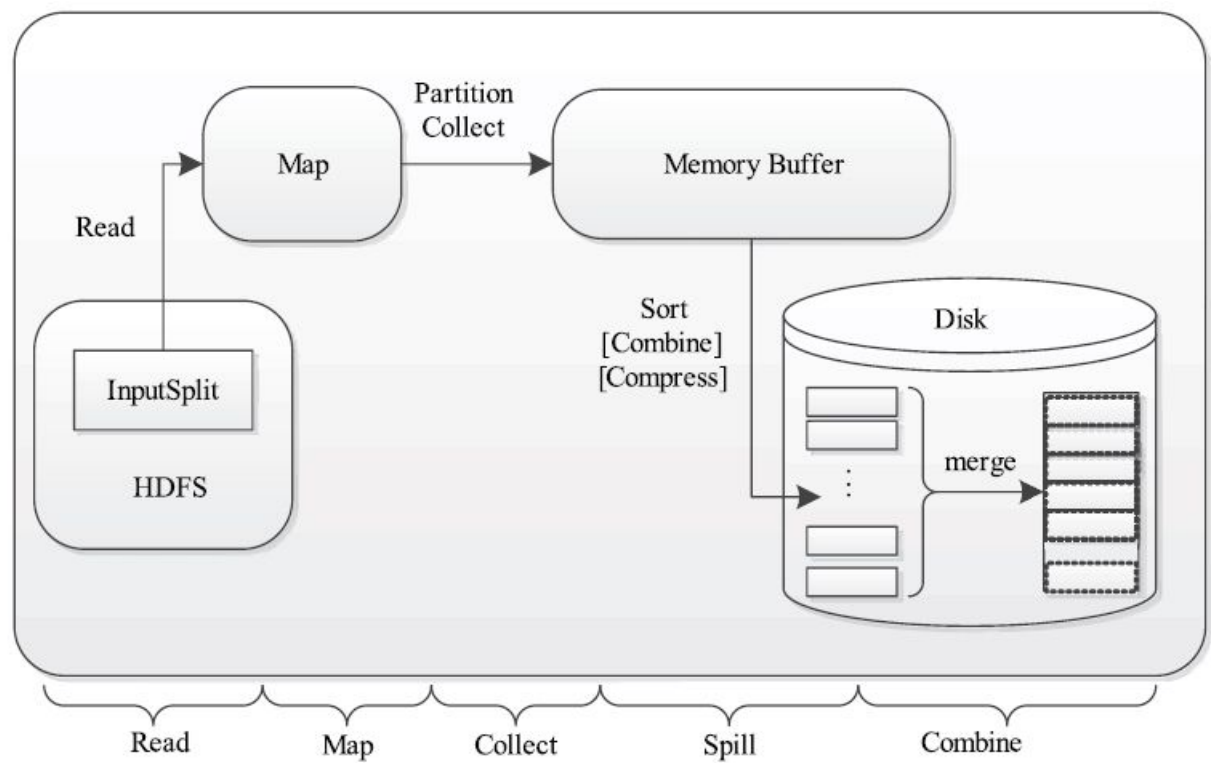 Partition
Collect
Map
Memory Buffer
Read
Sort
[Combine]
[Compress]
Disk
InputSplit
HDFS
merge
Read
Map
Collect
Spill
Combine